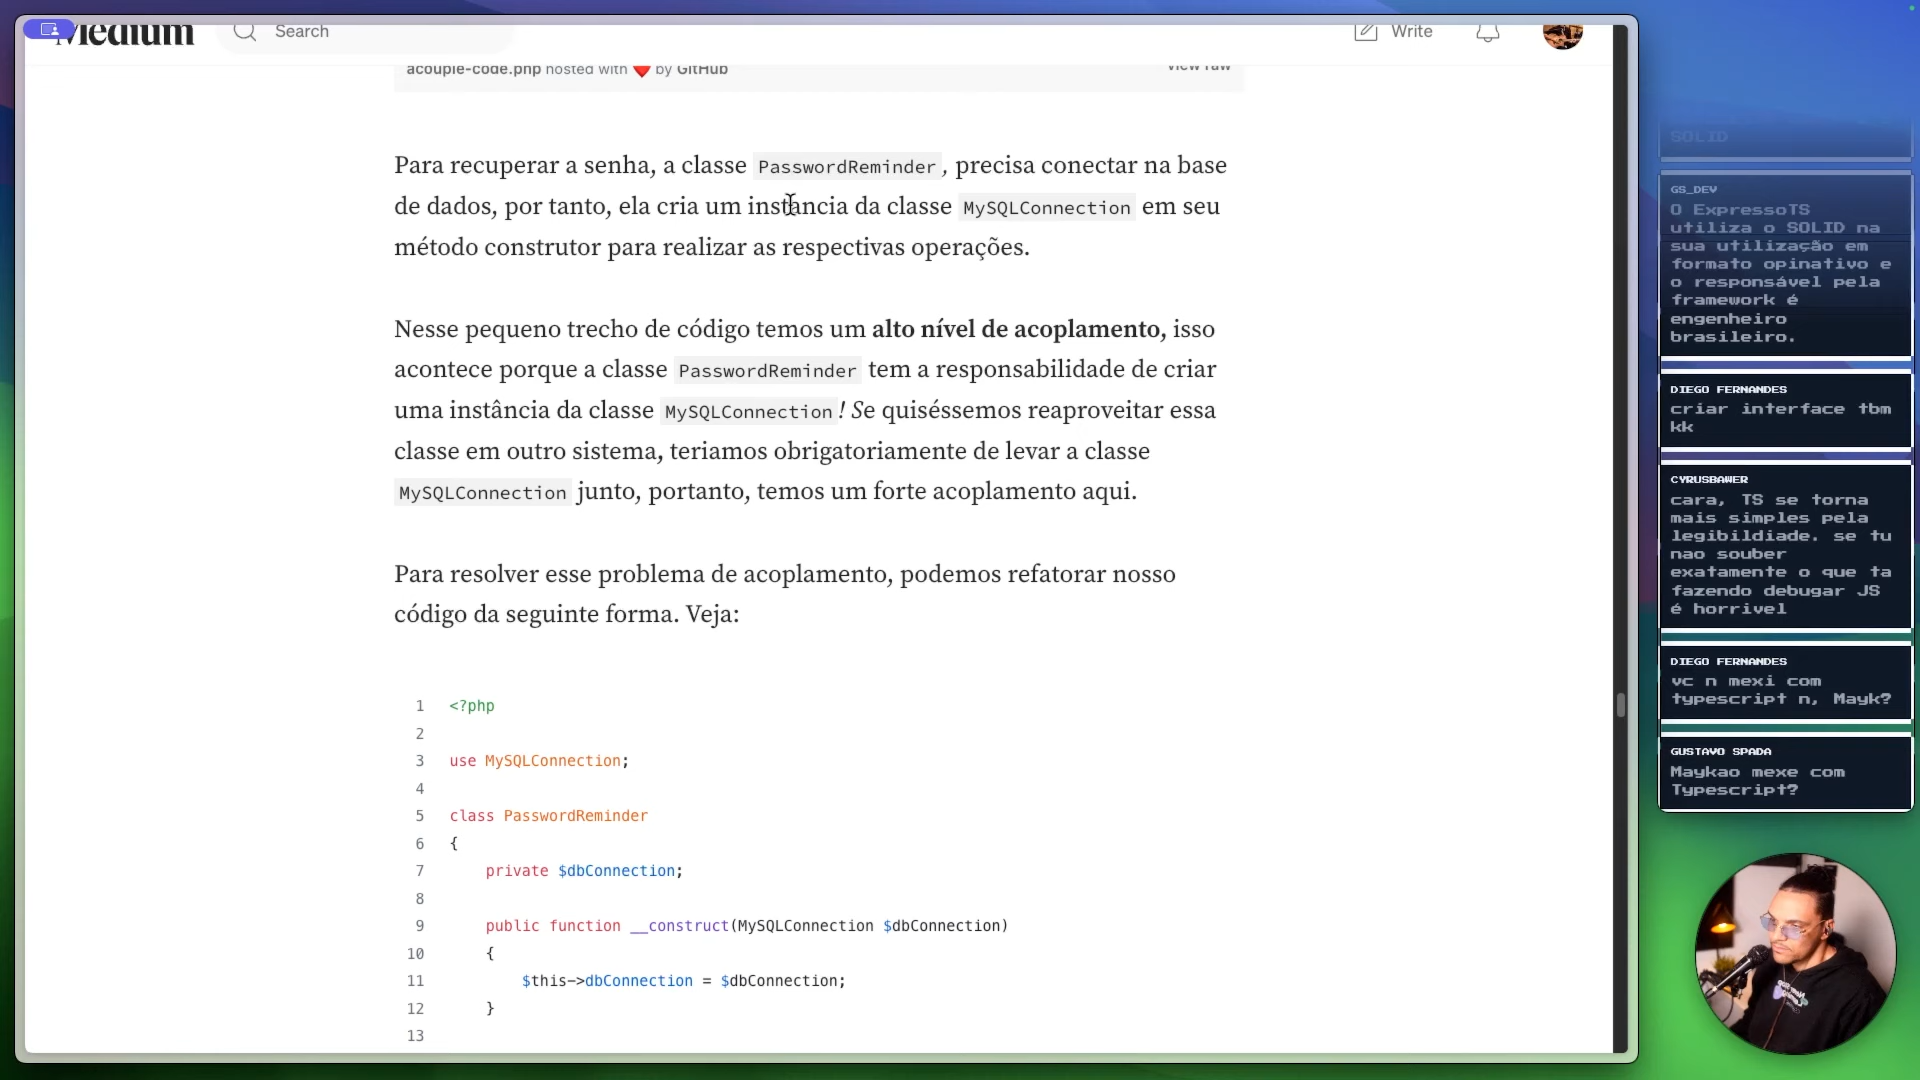 Medium
Search
Write
acouple-code.php hosted with ❤ by GitHub
view raw
Para recuperar a senha, a classe PasswordReminder, precisa conectar na base
de dados, por tanto, ela cria um instância da classe MySQLConnection em seu
método construtor para realizar as respectivas operações.
Nesse pequeno trecho de código temos um alto nível de acoplamento, isso
acontece porque a classe PasswordReminder tem a responsabilidade de criar
uma instância da classe MySQLConnection! Se quiséssemos reaproveitar essa
classe em outro sistema, teriamos obrigatoriamente de levar a classe
MySQLConnection junto, portanto, temos um forte acoplamento aqui.
Para resolver esse problema de acoplamento, podemos refatorar nosso
código da seguinte forma. Veja:
1 <?php
2
3 use MySQLConnection;
4
5 class PasswordReminder
6 {
7 private $dbConnection;
8
9 public function __construct(MySQLConnection $dbConnection)
10 {
11 $this->dbConnection = $dbConnection;
12 }
13
SOLID
GS_DEV
O ExpressoTS
utiliza o SOLID na
sua utilização em
formato opinativo e
o responsável pela
framework é
engenheiro
brasileiro.
DIEGO FERNANDES
criar interface tbm
kk
CYRUSBAWER
cara, TS se torna
mais simples pela
legibildiade. se tu
nao souber
exatamente o que ta
fazendo debugar JS
é horrivel
DIEGO FERNANDES
vc n mexi com
typescript n, Mayk?
GUSTAVO SPADA
Maykao mexe com
Typescript?